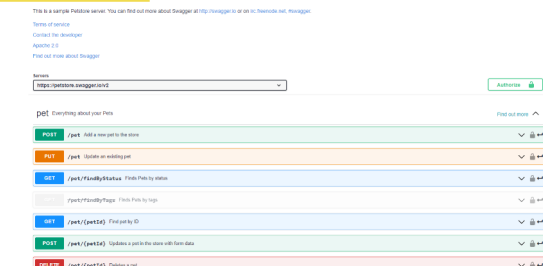 This is a sample Petstore server. You can find out more about Swagger at http://swagger.io or on irc.freenode.net, #swagger.
Terms of service
Contact the developer
Apache 2.0
Find out more about Swagger
Servers
https://petstore.swagger.io/v2
Authorize
pet Everything about your Pets
Find out more
POST /pet Add a new pet to the store
PUT /pet Update an existing pet
GET /pet/findByStatus Finds Pets by status
/pet/findByTags Finds Pets by tags
GET /pet/{petId} Find pet by ID
POST /pet/{petId} Updates a pet in the store with form data
DELETE /pet/{petId} Deletes a pet